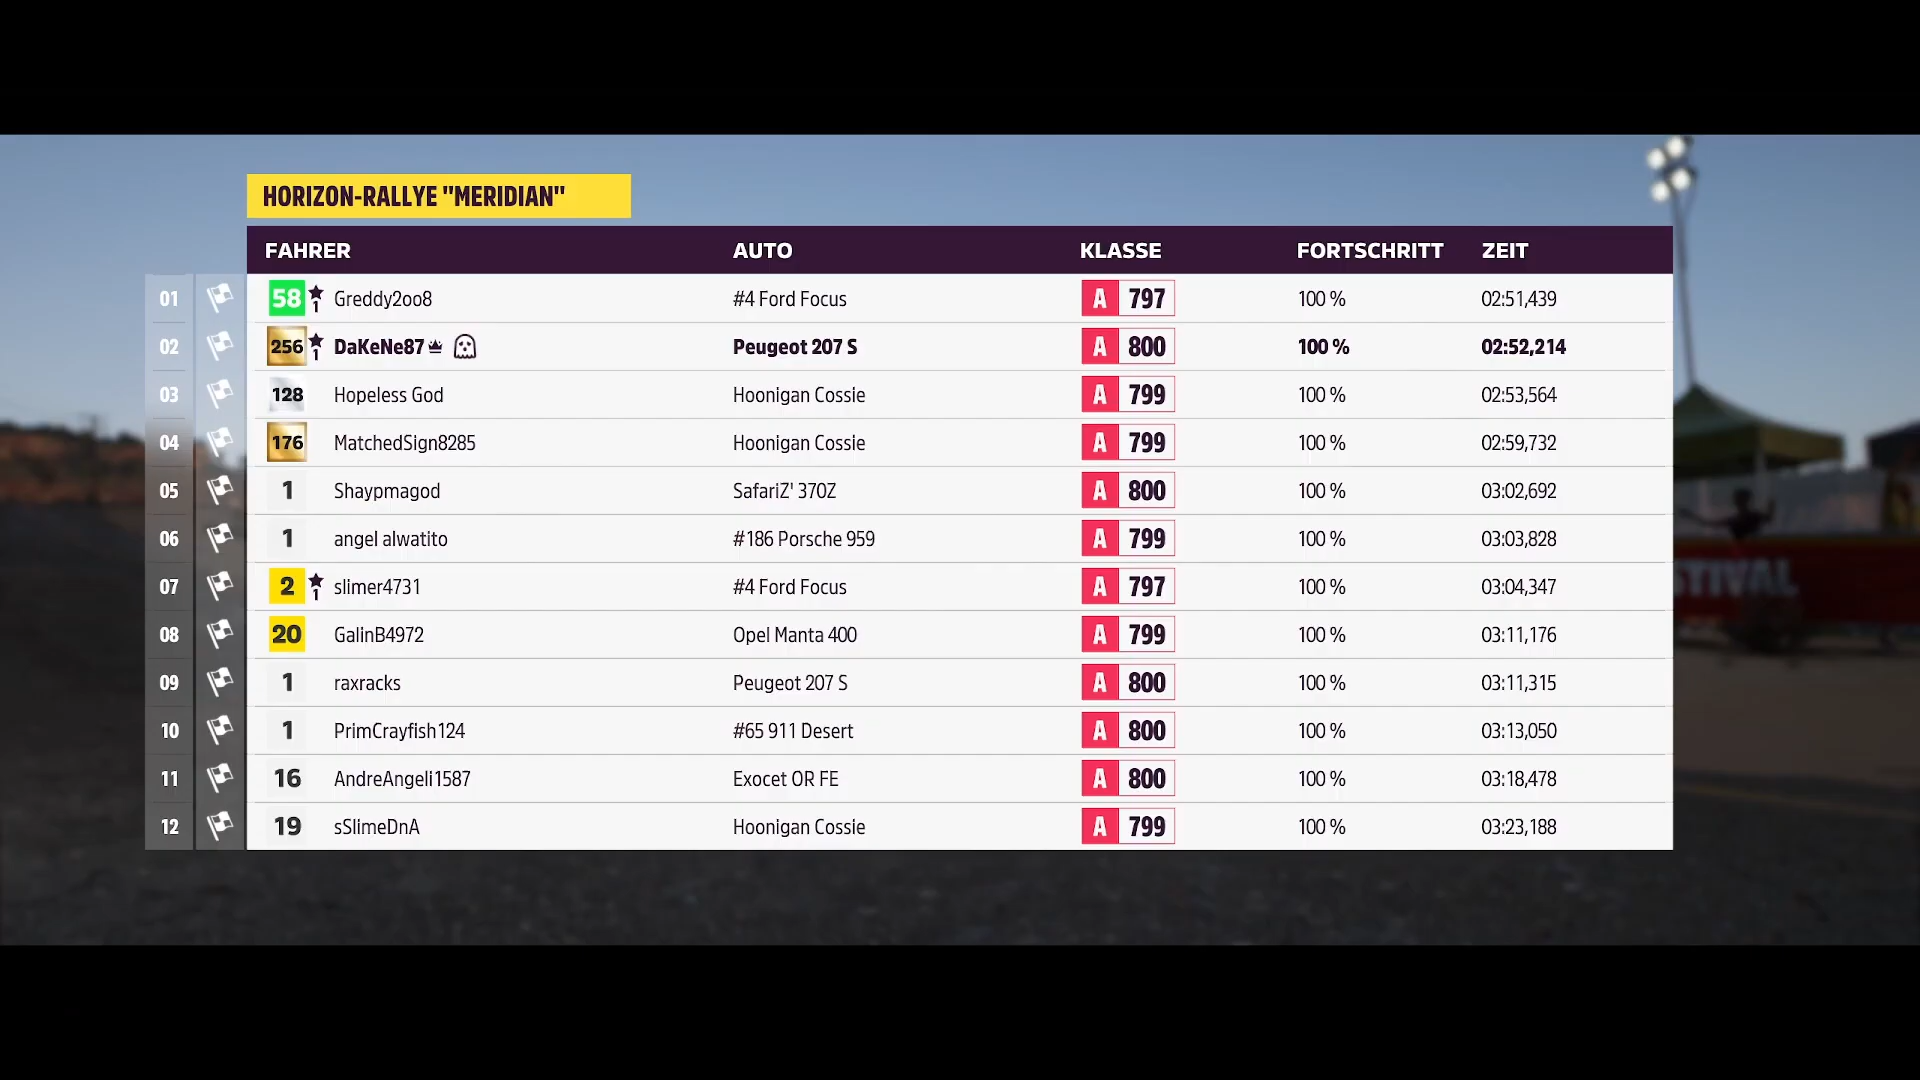 HORIZON-RALLYE "MERIDIAN"
FAHRER AUTO KLASSE FORTSCHRITT ZEIT
01 58 1 Greddy2oo8 #4 Ford Focus A 797 100 % 02:51,439
02 256 1 DaKeNe87 Peugeot 207 S A 800 100 % 02:52,214
03 128 Hopeless God Hoonigan Cossie A 799 100 % 02:53,564
04 176 MatchedSign8285 Hoonigan Cossie A 799 100 % 02:59,732
05 1 Shaypmagod SafariZ' 370Z A 800 100 % 03:02,692
06 1 angel alwatito #186 Porsche 959 A 799 100 % 03:03,828
07 2 1 slimer4731 #4 Ford Focus A 797 100 % 03:04,347
08 20 GalinB4972 Opel Manta 400 A 799 100 % 03:11,176
09 1 raxracks Peugeot 207 S A 800 100 % 03:11,315
10 1 PrimCrayfish124 #65 911 Desert A 800 100 % 03:13,050
11 16 AndreAngeli1587 Exocet OR FE A 800 100 % 03:18,478
12 19 sSlimeDnA Hoonigan Cossie A 799 100 % 03:23,188
STIVAL